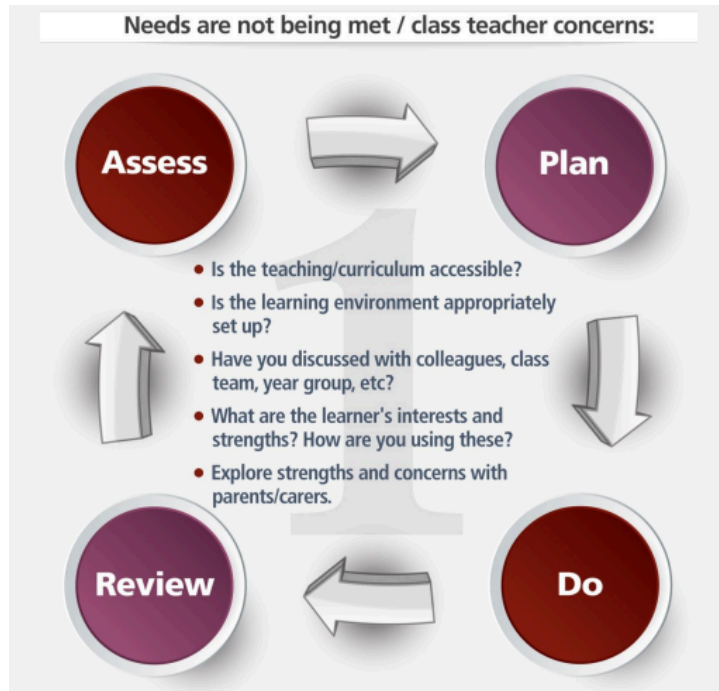 Needs are not being met / class teacher concerns:
Assess
Plan
1
• Is the teaching/curriculum accessible?
• Is the learning environment appropriately
set up?
• Have you discussed with colleagues, class
team, year group, etc?
• What are the learner's interests and
strengths? How are you using these?
• Explore strengths and concerns with
parents/carers.
Review
Do